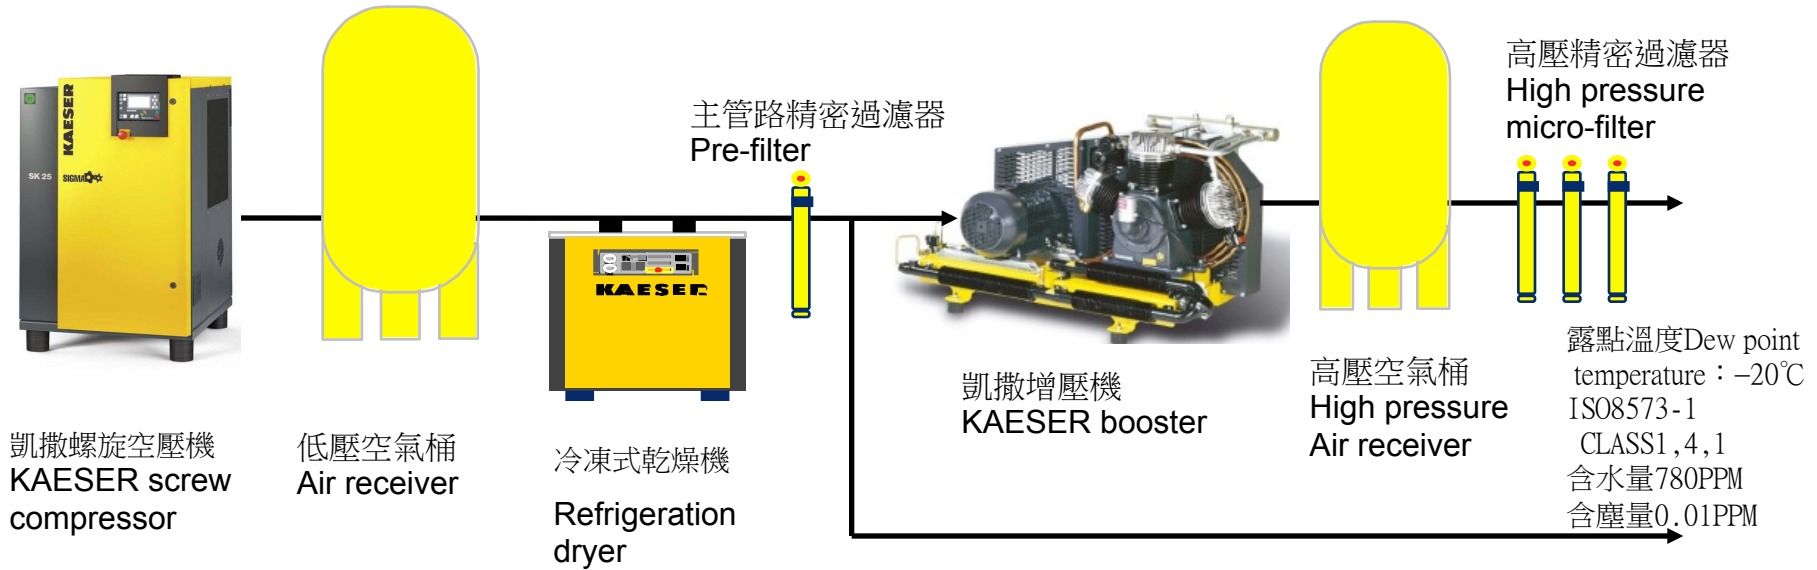 KAESER
SK 25
SIGMA
凱撒螺旋空壓機
KAESER screw
compressor
低壓空氣桶
Air receiver
KAESER
冷凍式乾燥機
Refrigeration
dryer
主管路精密過濾器
Pre-filter
凱撒增壓機
KAESER booster
高壓空氣桶
High pressure
Air receiver
高壓精密過濾器
High pressure
micro-filter
露點溫度Dew point
temperature：–20℃
ISO8573-1
CLASS1,4,1
含水量780PPM
含塵量0.01PPM